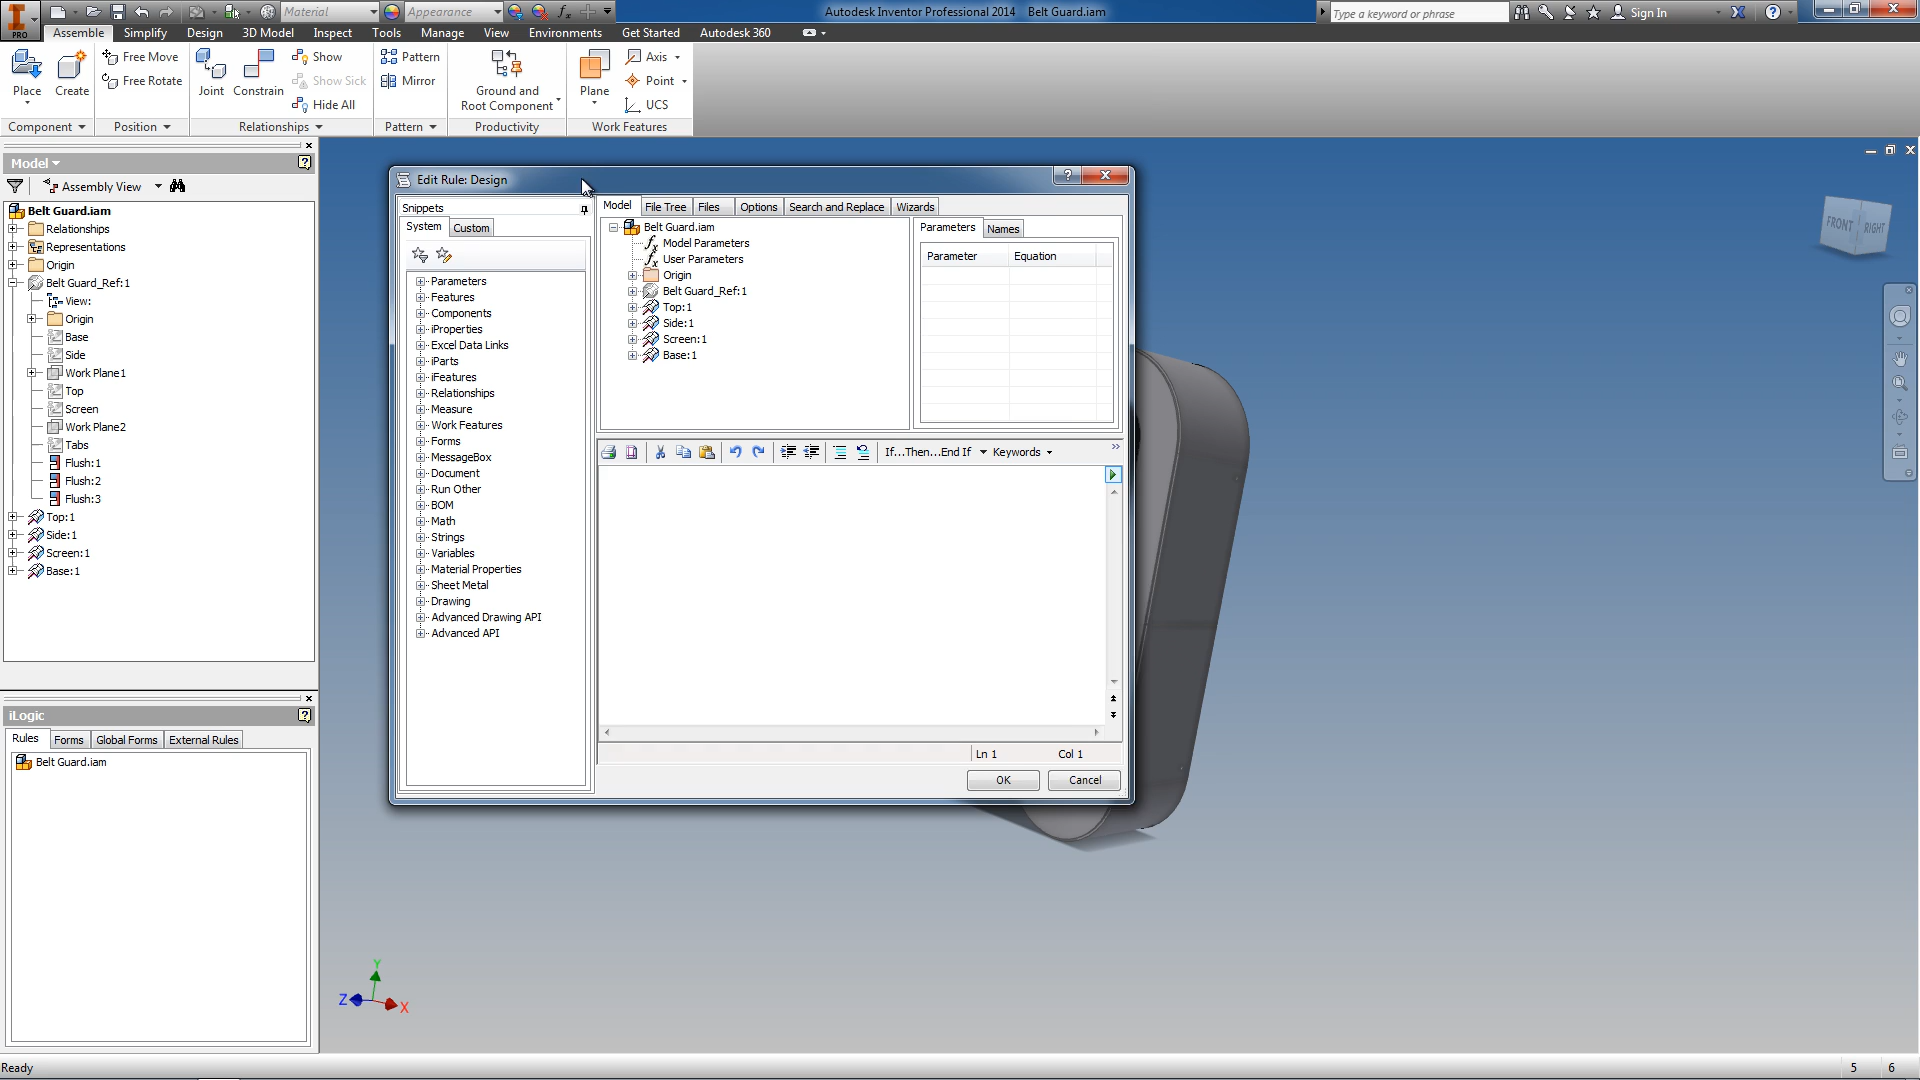 PRO
Material
Appearance
Autodesk Inventor Professional 2014 Belt Guard.iam
Type a keyword or phrase
Sign In
Assemble Simplify Design 3D Model Inspect Tools Manage View Environments Get Started Autodesk 360
Place
Create
Free Move
Free Rotate
Joint
Constrain
Show
Show Sick
Hide All
Pattern
Mirror
Ground and
Root Component
Plane
Axis
Point
UCS
Component
Position
Relationships
Pattern
Productivity
Work Features
Model
Assembly View
Belt Guard.iam
Relationships
Representations
Origin
Belt Guard_Ref:1
View:
Origin
Base
Side
Work Plane1
Top
Screen
Work Plane2
Tabs
Flush:1
Flush:2
Flush:3
Top:1
Side:1
Screen:1
Base:1
iLogic
Rules Forms Global Forms External Rules
Belt Guard.iam
Edit Rule: Design
Snippets
System Custom
Parameters
Features
Components
iProperties
Excel Data Links
iParts
iFeatures
Relationships
Measure
Work Features
Forms
MessageBox
Document
Run Other
BOM
Math
Strings
Variables
Material Properties
Sheet Metal
Drawing
Advanced Drawing API
Advanced API
Model File Tree Files Options Search and Replace Wizards
Belt Guard.iam
Model Parameters
User Parameters
Origin
Belt Guard_Ref:1
Top:1
Side:1
Screen:1
Base:1
Parameters Names
Parameter Equation
If...Then...End If Keywords
Ln 1 Col 1
OK Cancel
FRONT RIGHT
Y
Z
X
Ready
5 6